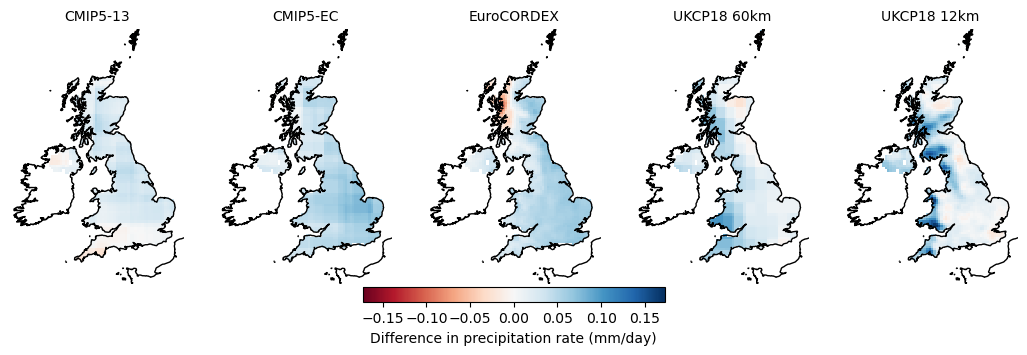 CMIP5-13 CMIP5-EC EuroCORDEX UKCP18 60km UKCP18 12km
−0.15 −0.10 −0.05 0.00 0.05 0.10 0.15
Difference in precipitation rate (mm/day)